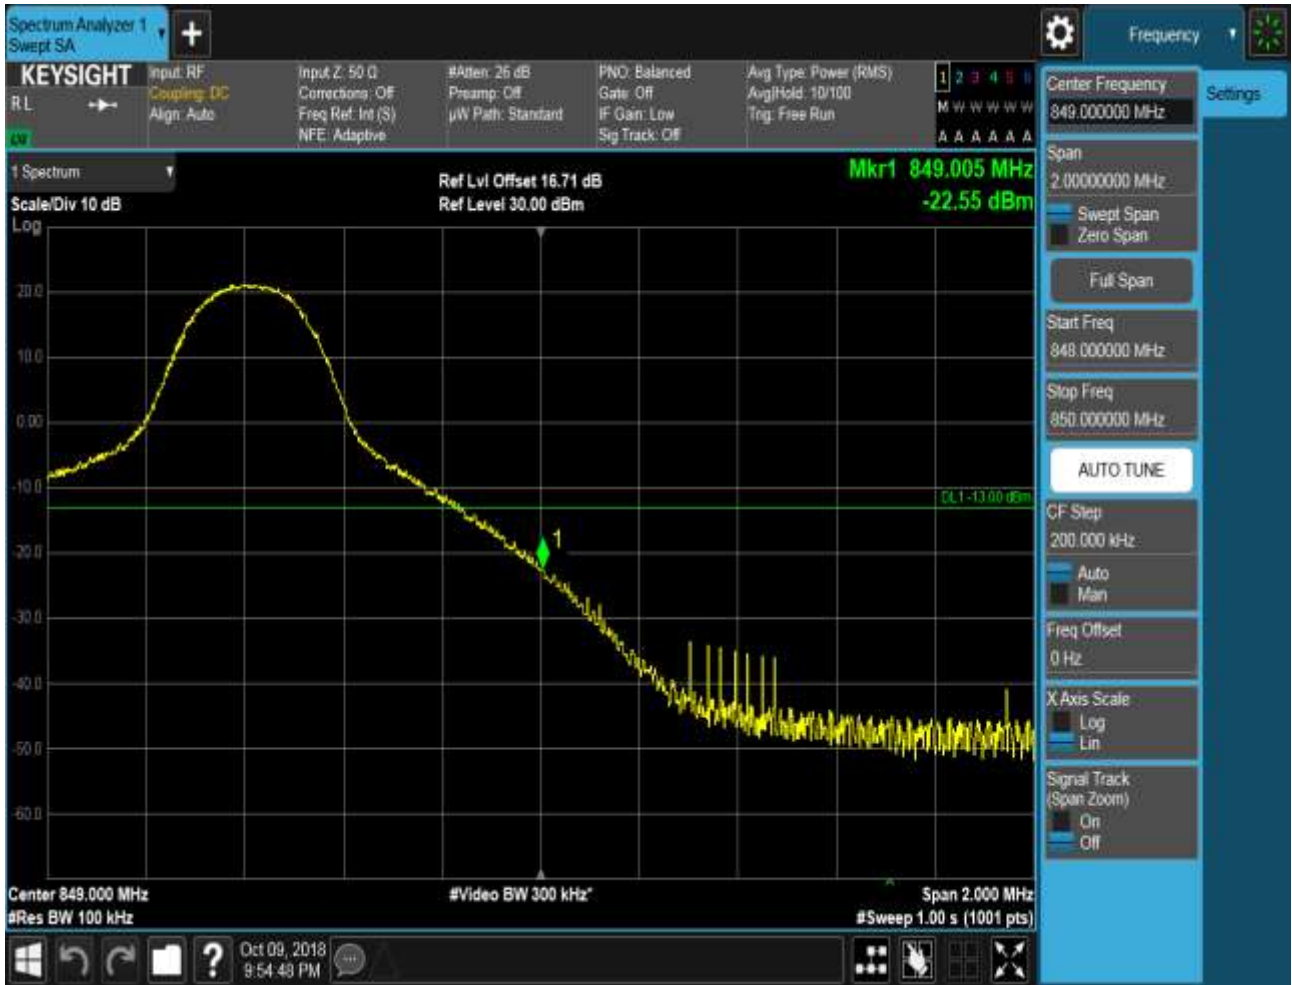 Spectrum Analyzer 1
Swept SA
Frequency
KEYSIGHT
R L
Input: RF
Coupling: DC
Align: Auto
Input Z: 50 Ω
Corrections: Off
Freq Ref: Int (S)
NFE: Adaptive
#Atten: 26 dB
Preamp: Off
µW Path: Standard
PNO: Balanced
Gate: Off
IF Gain: Low
Sig Track: Off
Avg Type: Power (RMS)
Avg|Hold: 10/100
Trig: Free Run
1 2 3 4 5 6
M W W W W W
A A A A A A
1 Spectrum
Scale/Div 10 dB
Log
Ref Lvl Offset 16.71 dB
Ref Level 30.00 dBm
Mkr1 849.005 MHz
-22.55 dBm
20.0
10.0
0.00
-10.0
-20.0
-30.0
-40.0
-50.0
-60.0
DL1 -13.00 dBm
1
Center 849.000 MHz
#Res BW 100 kHz
#Video BW 300 kHz*
Span 2.000 MHz
#Sweep 1.00 s (1001 pts)
Center Frequency
849.000000 MHz
Settings
Span
2.00000000 MHz
Swept Span
Zero Span
Full Span
Start Freq
848.000000 MHz
Stop Freq
850.000000 MHz
AUTO TUNE
CF Step
200.000 kHz
Auto
Man
Freq Offset
0 Hz
X Axis Scale
Log
Lin
Signal Track
(Span Zoom)
On
Off
?
Oct 09, 2018
9:54:48 PM